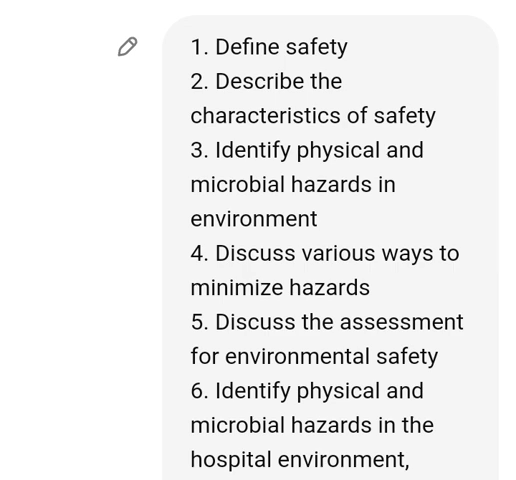 1. Define safety
2. Describe the
characteristics of safety
3. Identify physical and
microbial hazards in
environment
4. Discuss various ways to
minimize hazards
5. Discuss the assessment
for environmental safety
6. Identify physical and
microbial hazards in the
hospital environment,